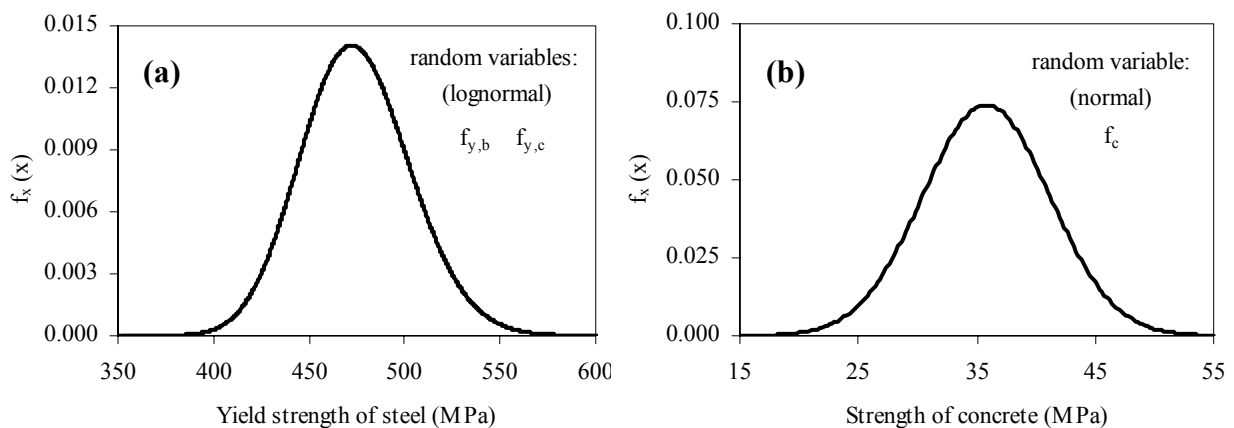 0.015
0.012
0.009
0.006
0.003
0.000
f_x (x)
(a)
random variables:
(lognormal)
f_{y,b} f_{y,c}
350 400 450 500 550 600
Yield strength of steel (MPa)
0.100
0.075
0.050
0.025
0.000
f_x (x)
(b)
random variable:
(normal)
f_c
15 25 35 45 55
Strength of concrete (MPa)